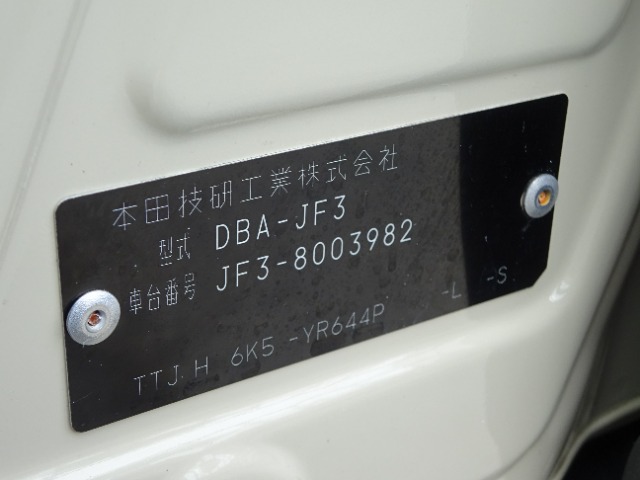 本田技研工業株式会社
型式 DBA-JF3
車台番号 JF3-8003982
TTJH 6K5 -YR644P -L -S